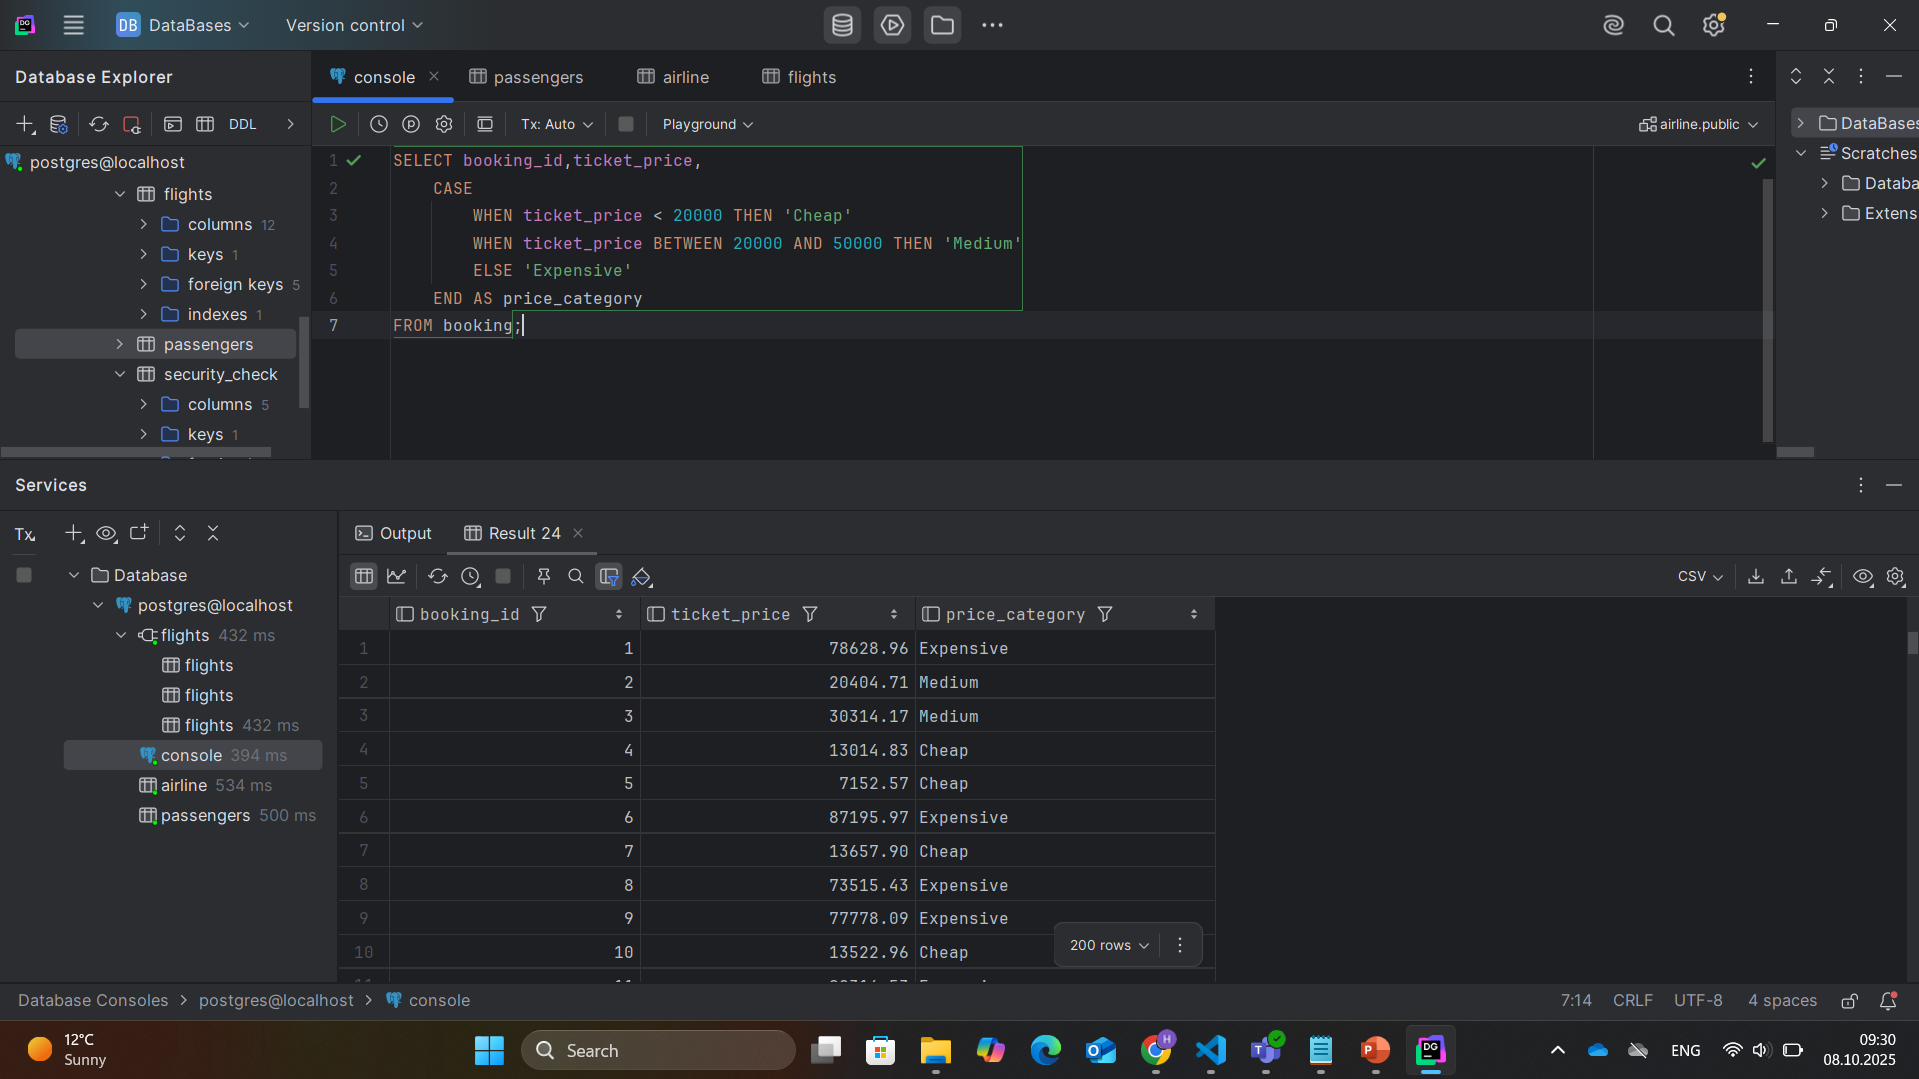 DB DataBases
Version control
Database Explorer
console
passengers
airline
flights
DDL
Tx: Auto
Playground
airline.public
DataBases
Scratches
Databa
Extens
postgres@localhost
flights
columns 12
keys 1
foreign keys 5
indexes 1
passengers
security_check
columns 5
keys 1
1 SELECT booking_id,ticket_price,
2 CASE
3 WHEN ticket_price < 20000 THEN 'Cheap'
4 WHEN ticket_price BETWEEN 20000 AND 50000 THEN 'Medium'
5 ELSE 'Expensive'
6 END AS price_category
7 FROM booking;
Services
Tx
Database
postgres@localhost
flights 432 ms
flights
flights
flights 432 ms
console 394 ms
airline 534 ms
passengers 500 ms
Output
Result 24
CSV
booking_id ticket_price price_category
1 1 78628.96 Expensive
2 2 20404.71 Medium
3 3 30314.17 Medium
4 4 13014.83 Cheap
5 5 7152.57 Cheap
6 6 87195.97 Expensive
7 7 13657.90 Cheap
8 8 73515.43 Expensive
9 9 77778.09 Expensive
10 10 13522.96 Cheap
200 rows
Database Consoles > postgres@localhost > console
7:14 CRLF UTF-8 4 spaces
12°C
Sunny
Search
ENG
09:30
08.10.2025